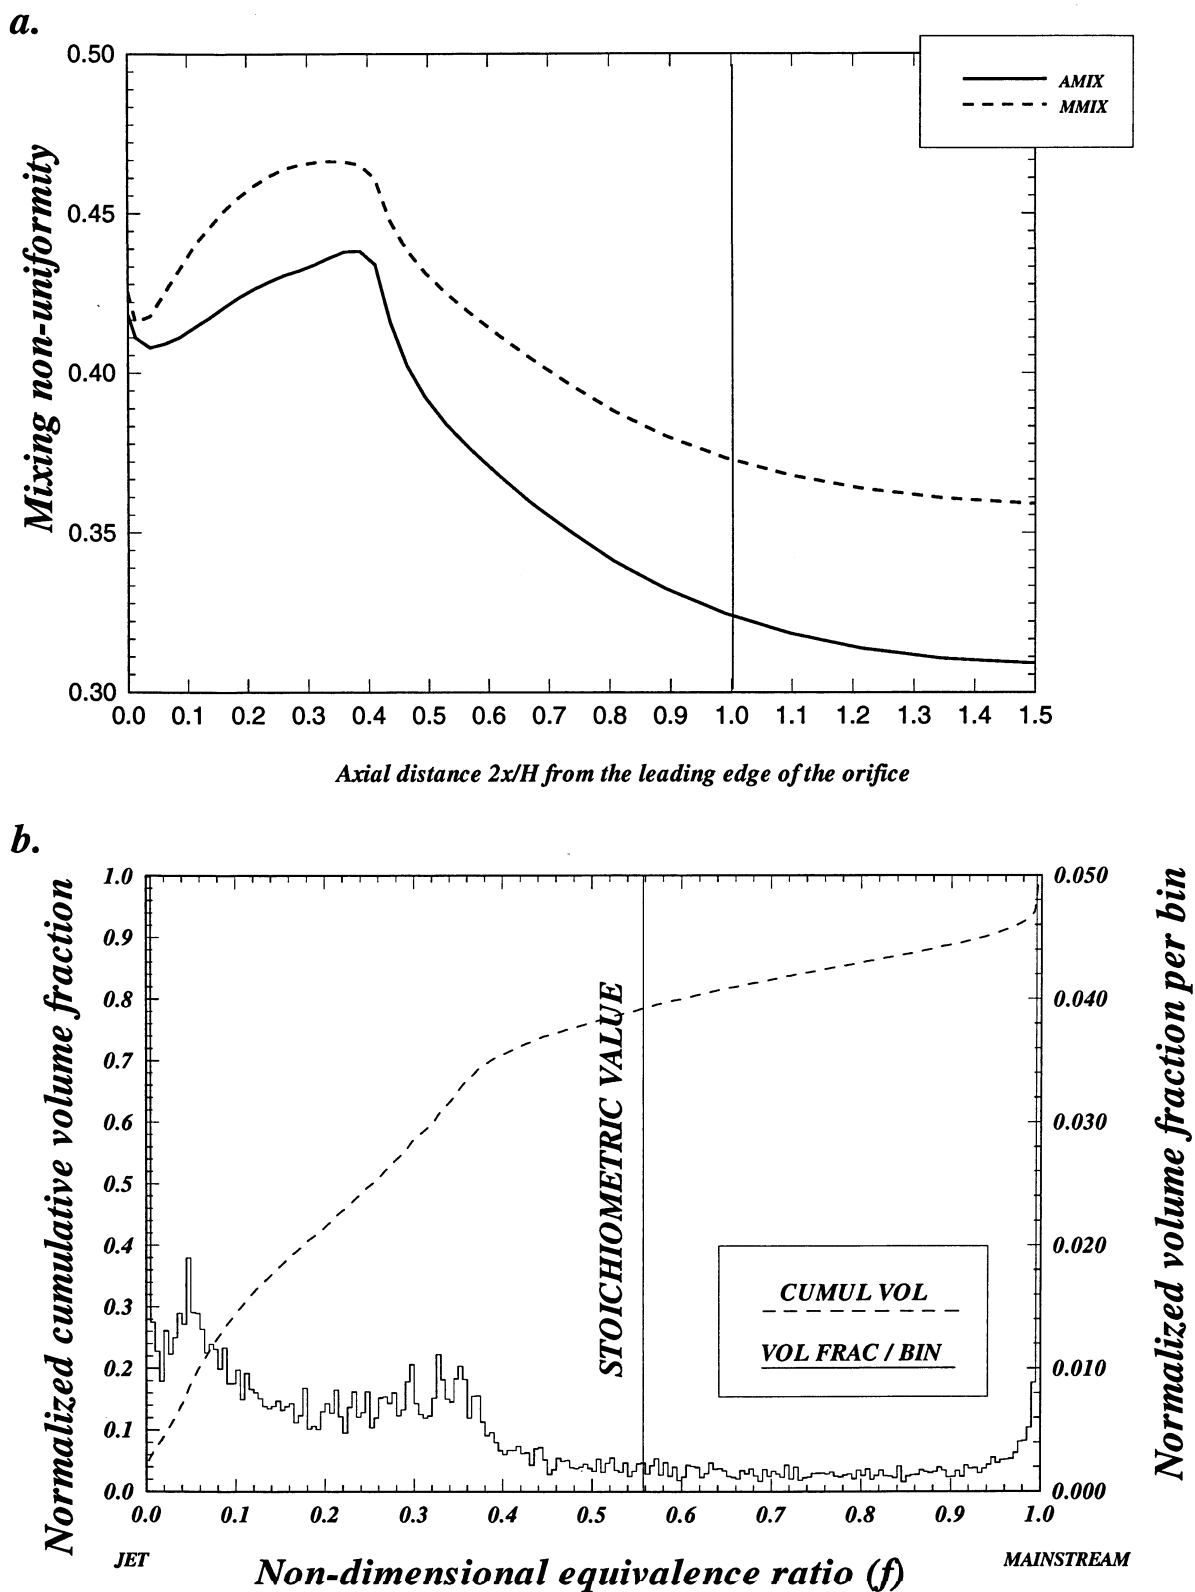 a.
0.50
0.45
0.40
0.35
0.30
Mixing non-uniformity
AMIX
MMIX
0.0 0.1 0.2 0.3 0.4 0.5 0.6 0.7 0.8 0.9 1.0 1.1 1.2 1.3 1.4 1.5
Axial distance 2x/H from the leading edge of the orifice
b.
Normalized cumulative volume fraction
1.0
0.9
0.8
0.7
0.6
0.5
0.4
0.3
0.2
0.1
0.0
STOICHIOMETRIC VALUE
CUMUL VOL
VOL FRAC / BIN
0.050
0.040
0.030
0.020
0.010
0.000
Normalized volume fraction per bin
0.0 0.1 0.2 0.3 0.4 0.5 0.6 0.7 0.8 0.9 1.0
JET
MAINSTREAM
Non-dimensional equivalence ratio (f)